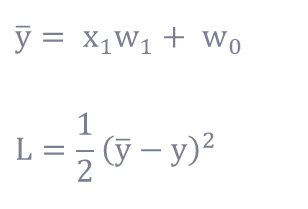 ȳ = x₁w₁ + w₀
L = 1/2 (ȳ − y)²